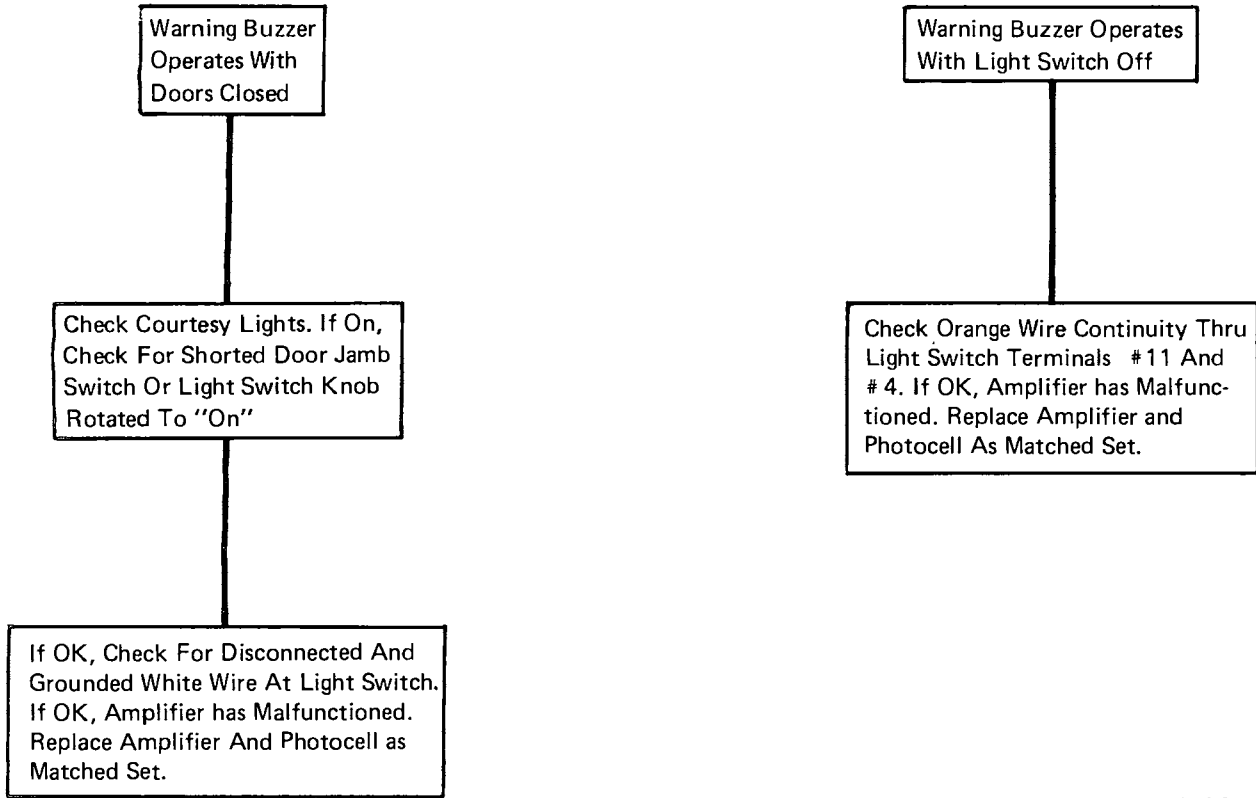 Warning Buzzer
Operates With
Doors Closed
Check Courtesy Lights. If On,
Check For Shorted Door Jamb
Switch Or Light Switch Knob
Rotated To "On"
If OK, Check For Disconnected And
Grounded White Wire At Light Switch.
If OK, Amplifier has Malfunctioned.
Replace Amplifier And Photocell as
Matched Set.
Warning Buzzer Operates
With Light Switch Off
Check Orange Wire Continuity Thru
Light Switch Terminals #11 And
#4. If OK, Amplifier has Malfunc-
tioned. Replace Amplifier and
Photocell As Matched Set.